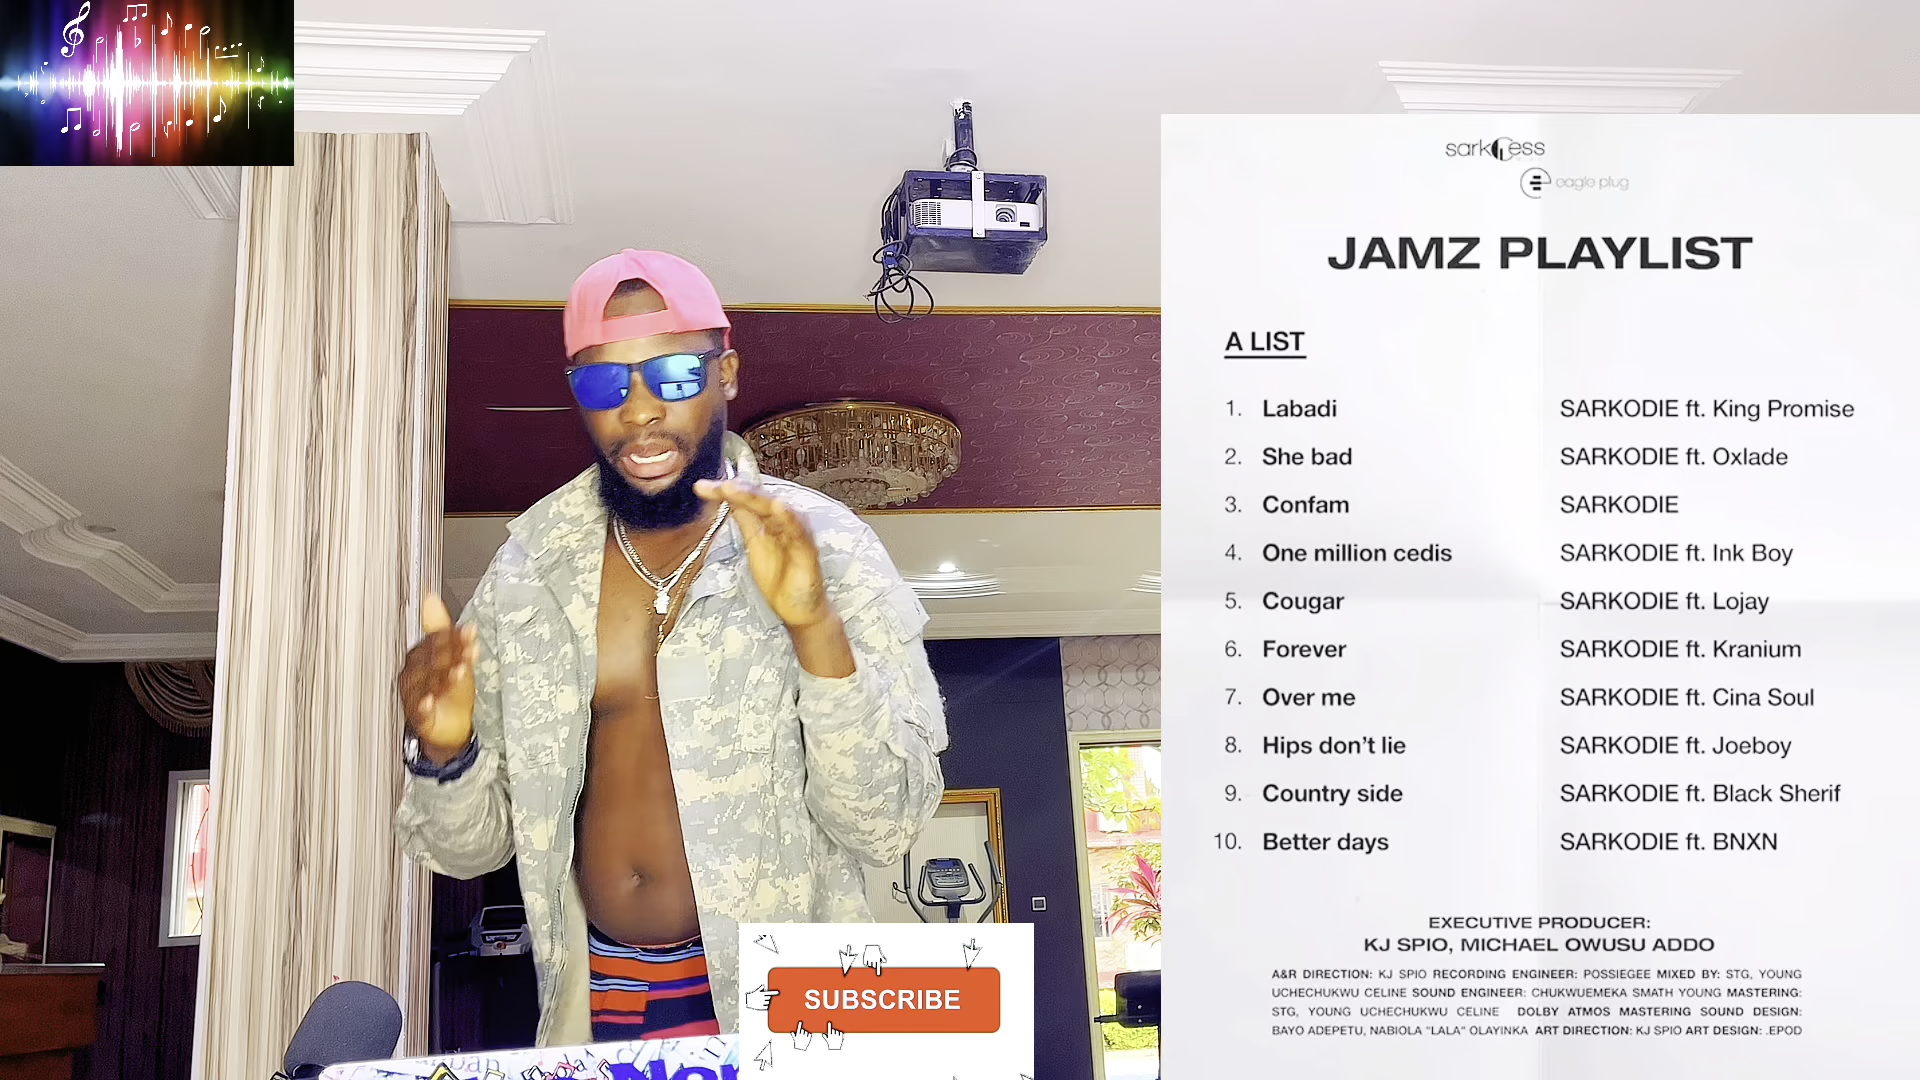 sarkCess
eagle plug
JAMZ PLAYLIST
A LIST
1. Labadi SARKODIE ft. King Promise
2. She bad SARKODIE ft. Oxlade
3. Confam SARKODIE
4. One million cedis SARKODIE ft. Ink Boy
5. Cougar SARKODIE ft. Lojay
6. Forever SARKODIE ft. Kranium
7. Over me SARKODIE ft. Cina Soul
8. Hips don't lie SARKODIE ft. Joeboy
9. Country side SARKODIE ft. Black Sherif
10. Better days SARKODIE ft. BNXN
EXECUTIVE PRODUCER:
KJ SPIO, MICHAEL OWUSU ADDO
A&R DIRECTION: KJ SPIO RECORDING ENGINEER: POSSIEGEE MIXED BY: STG, YOUNG
UCHECHUKWU CELINE SOUND ENGINEER: CHUKWUEMEKA SMATH YOUNG MASTERING:
STG, YOUNG UCHECHUKWU CELINE DOLBY ATMOS MASTERING SOUND DESIGN:
BAYO ADEPETU, NABIOLA "LALA" OLAYINKA ART DIRECTION: KJ SPIO ART DESIGN: .EPOD
SUBSCRIBE